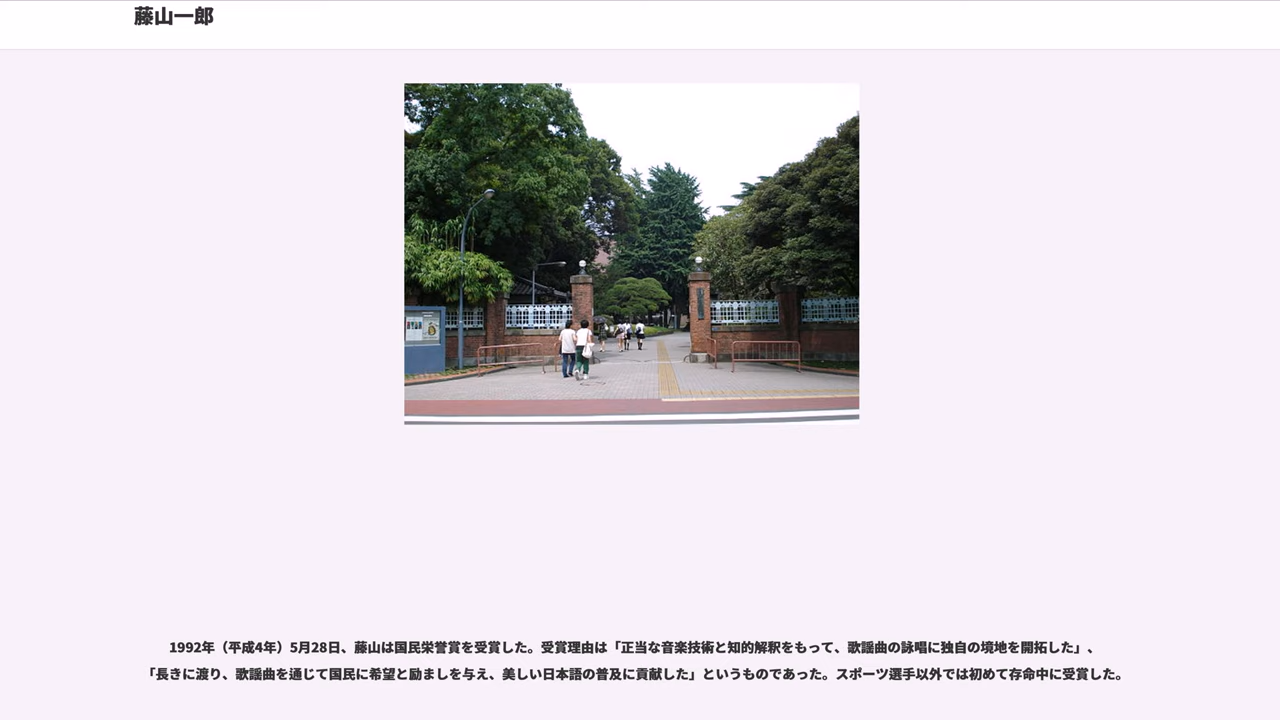 藤山一郎
1992年（平成4年）5月28日、藤山は国民栄誉賞を受賞した。受賞理由は「正当な音楽技術と知的解釈をもって、歌謡曲の詠唱に独自の境地を開拓した」、
「長きに渡り、歌謡曲を通じて国民に希望と励ましを与え、美しい日本語の普及に貢献した」というものであった。スポーツ選手以外では初めて存命中に受賞した。